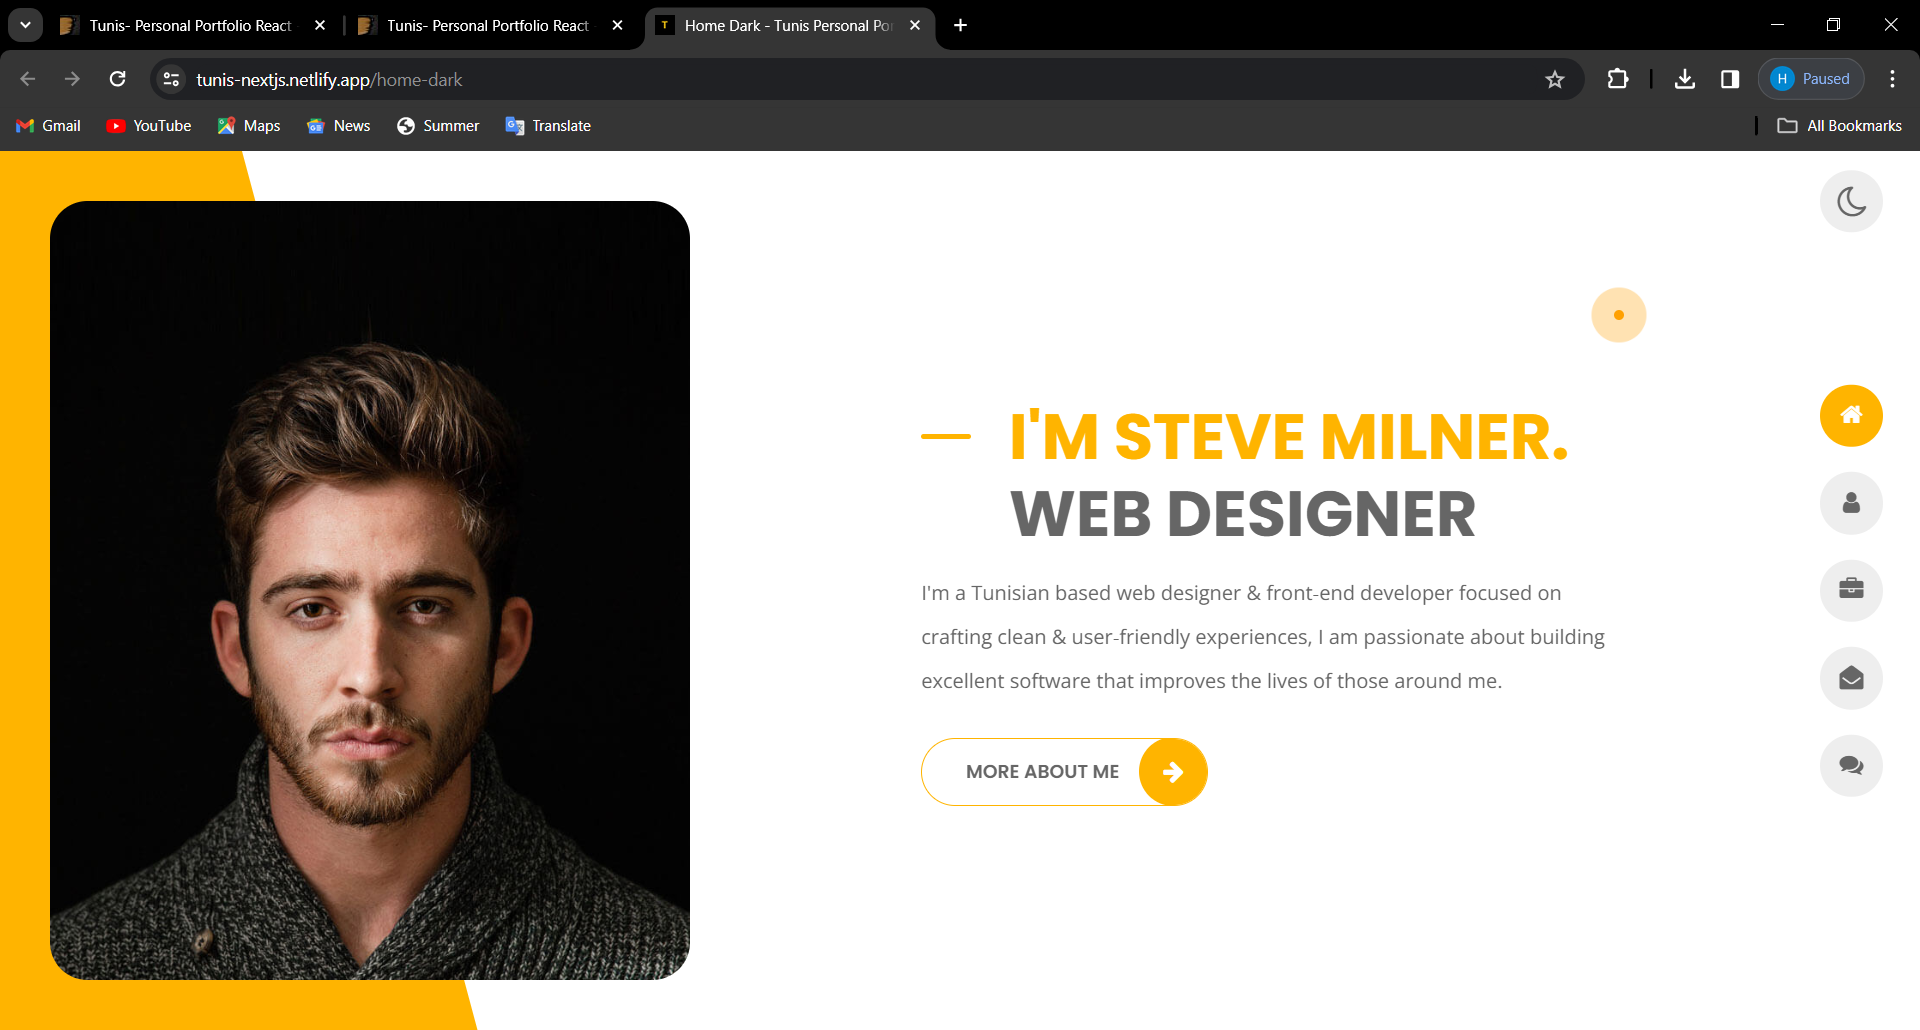 Tunis- Personal Portfolio React
Tunis- Personal Portfolio React
T
Home Dark - Tunis Personal Po
tunis-nextjs.netlify.app/home-dark
H
Paused
Gmail
YouTube
Maps
News
Summer
Translate
All Bookmarks
I'M STEVE MILNER.
WEB DESIGNER
I'm a Tunisian based web designer & front-end developer focused on
crafting clean & user-friendly experiences, I am passionate about building
excellent software that improves the lives of those around me.
MORE ABOUT ME